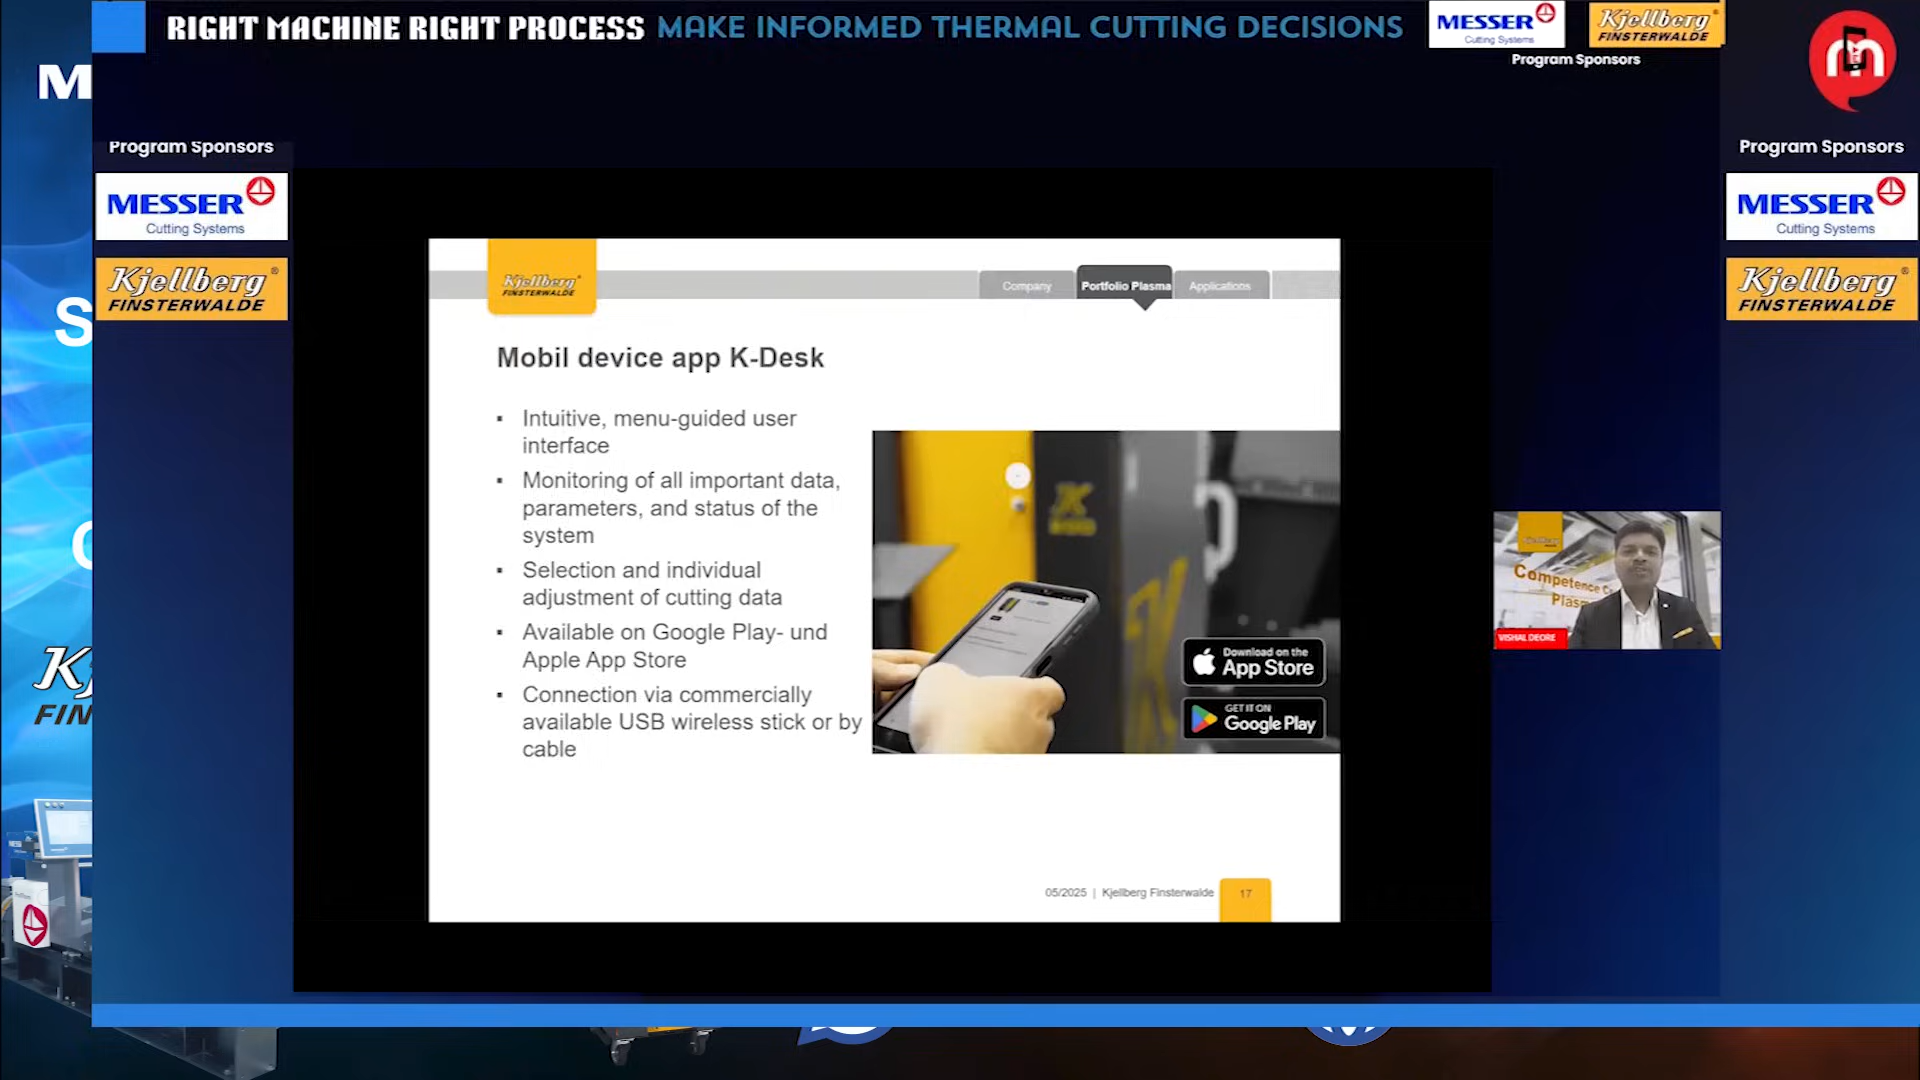 RIGHT MACHINE RIGHT PROCESS MAKE INFORMED THERMAL CUTTING DECISIONS
MESSER
Cutting Systems
Kjellberg
FINSTERWALDE
Program Sponsors
M
Program Sponsors
MESSER
Cutting Systems
Kjellberg®
FINSTERWALDE
Program Sponsors
MESSER
Cutting Systems
Kjellberg®
FINSTERWALDE
S
C
Kj
FIN
Kjellberg®
FINSTERWALDE
Company
Portfolio Plasma
Applications
Mobil device app K-Desk
▪ Intuitive, menu-guided user
interface
▪ Monitoring of all important data,
parameters, and status of the
system
▪ Selection and individual
adjustment of cutting data
▪ Available on Google Play- und
Apple App Store
▪ Connection via commercially
available USB wireless stick or by
cable
Download on the
App Store
GET IT ON
Google Play
05/2025 | Kjellberg Finsterwalde
17
Kjellberg
Competence C
Plas
VISHAL DEORE